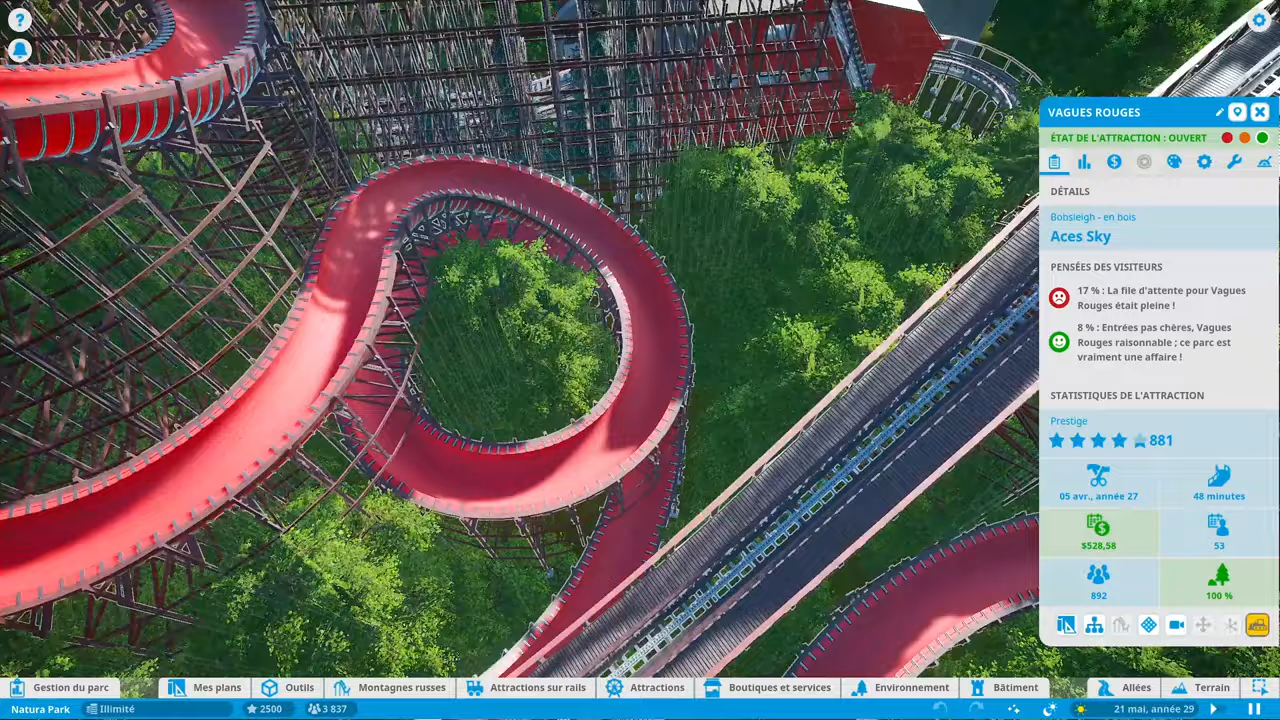 ?
VAGUES ROUGES
ÉTAT DE L'ATTRACTION : OUVERT
DÉTAILS
Bobsleigh - en bois
Aces Sky
PENSÉES DES VISITEURS
17 % : La file d'attente pour Vagues
Rouges était pleine !
8 % : Entrées pas chères, Vagues
Rouges raisonnable ; ce parc est
vraiment une affaire !
STATISTIQUES DE L'ATTRACTION
Prestige
881
05 avr., année 27
48 minutes
$528,58
53
892
100 %
Gestion du parc
Mes plans
Outils
Montagnes russes
Attractions sur rails
Attractions
Boutiques et services
Environnement
Bâtiment
Allées
Terrain
Natura Park
Illimité
2500
3 837
21 mai, année 29